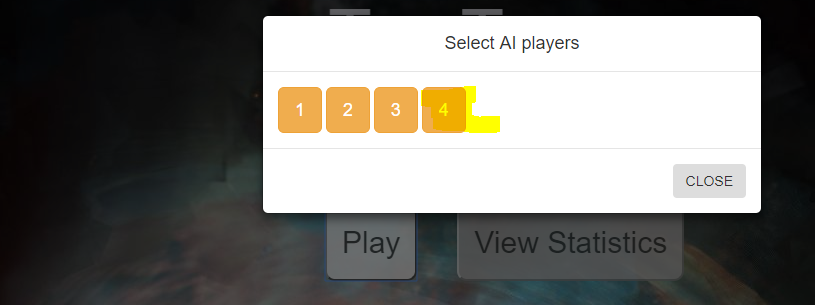 Select AI players
1 2 3 4
CLOSE
Play View Statistics